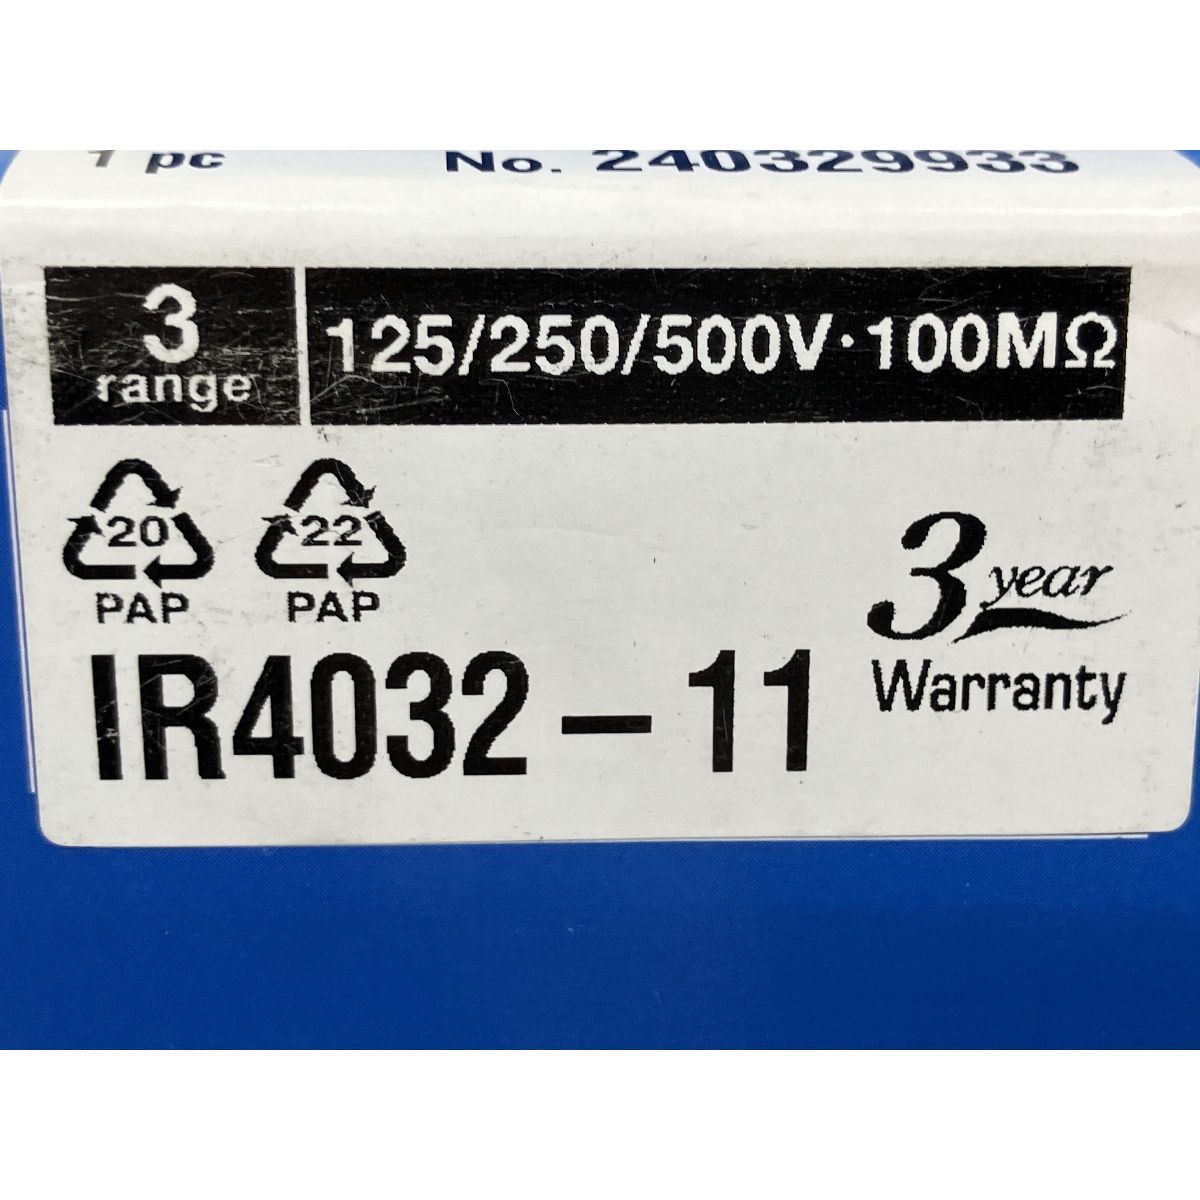 1 pc No. 240329933
3 range 125/250/500V・100MΩ
20 22
PAP PAP
3 year
Warranty
IR4032-11